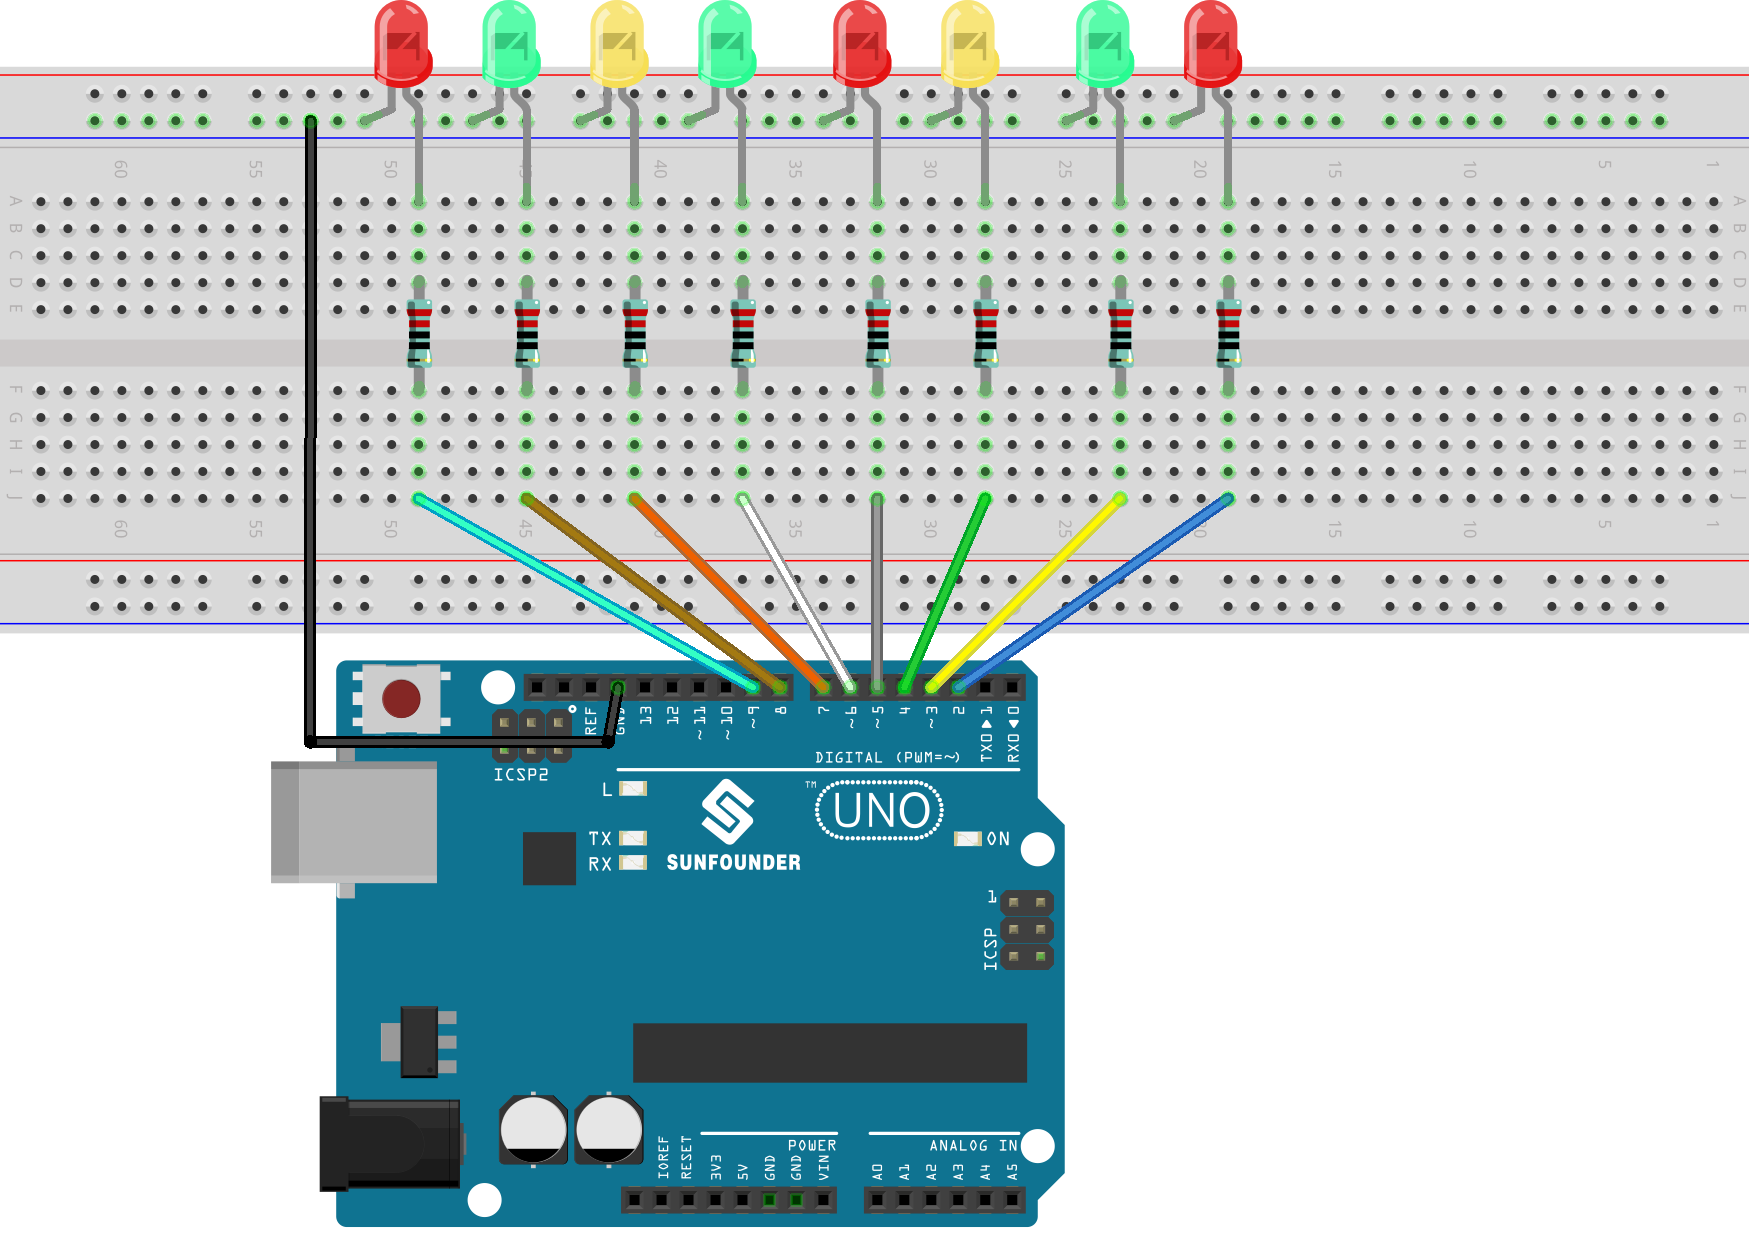 60 55 50 45 40 35 30 25 20 15 10 5 1
A A
B B
C C
D D
E E
F F
G G
H H
I I
J J
60 55 50 45 35 30 25 20 15 10 5 1
REF GND 13 12 ~11 ~10 ~9 8 7 ~6 ~5 4 ~3 2 TX0▶1 RX0◀0
DIGITAL (PWM=~)
ICSP2
L
TX
RX
SUNFOUNDER
™
UNO
ON
1
ICSP
POWER
ANALOG IN
IOREF RESET 3V3 5V GND GND VIN A0 A1 A2 A3 A4 A5